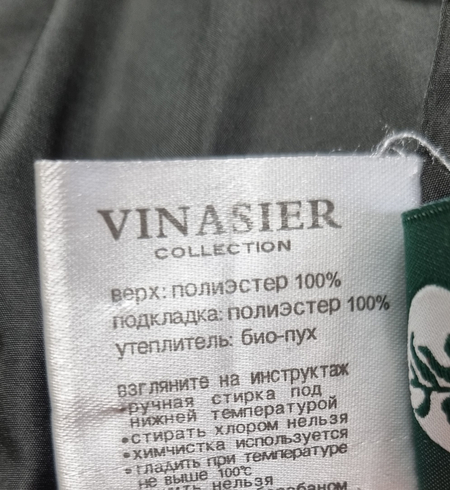 VINASIER
COLLECTION
верх: полиэстер 100%
подкладка: полиэстер 100%
утеплитель: био-пух
взгляните на инструктаж
•ручная стирка под
нижней температурой
•стирать хлором нельзя
•химчистка используется
•гладить при температуре
не выше 100℃
нельзя